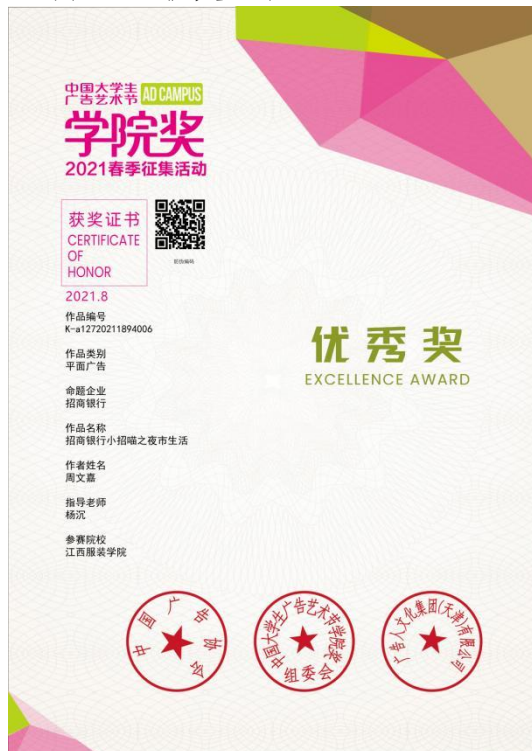 中国大学生
广告艺术节 AD CAMPUS
学院奖
2021春季征集活动
获奖证书
CERTIFICATE
OF
HONOR
防伪编码
2021.8
作品编号
K-a12720211894006
作品类别
平面广告
命题企业
招商银行
作品名称
招商银行小招喵之夜市生活
作者姓名
周文嘉
指导老师
杨沉
参赛院校
江西服装学院
优秀奖
EXCELLENCE AWARD
中国广告协会
中国大学生广告艺术节学院奖
组委会
广告人文化集团(天津)有限公司